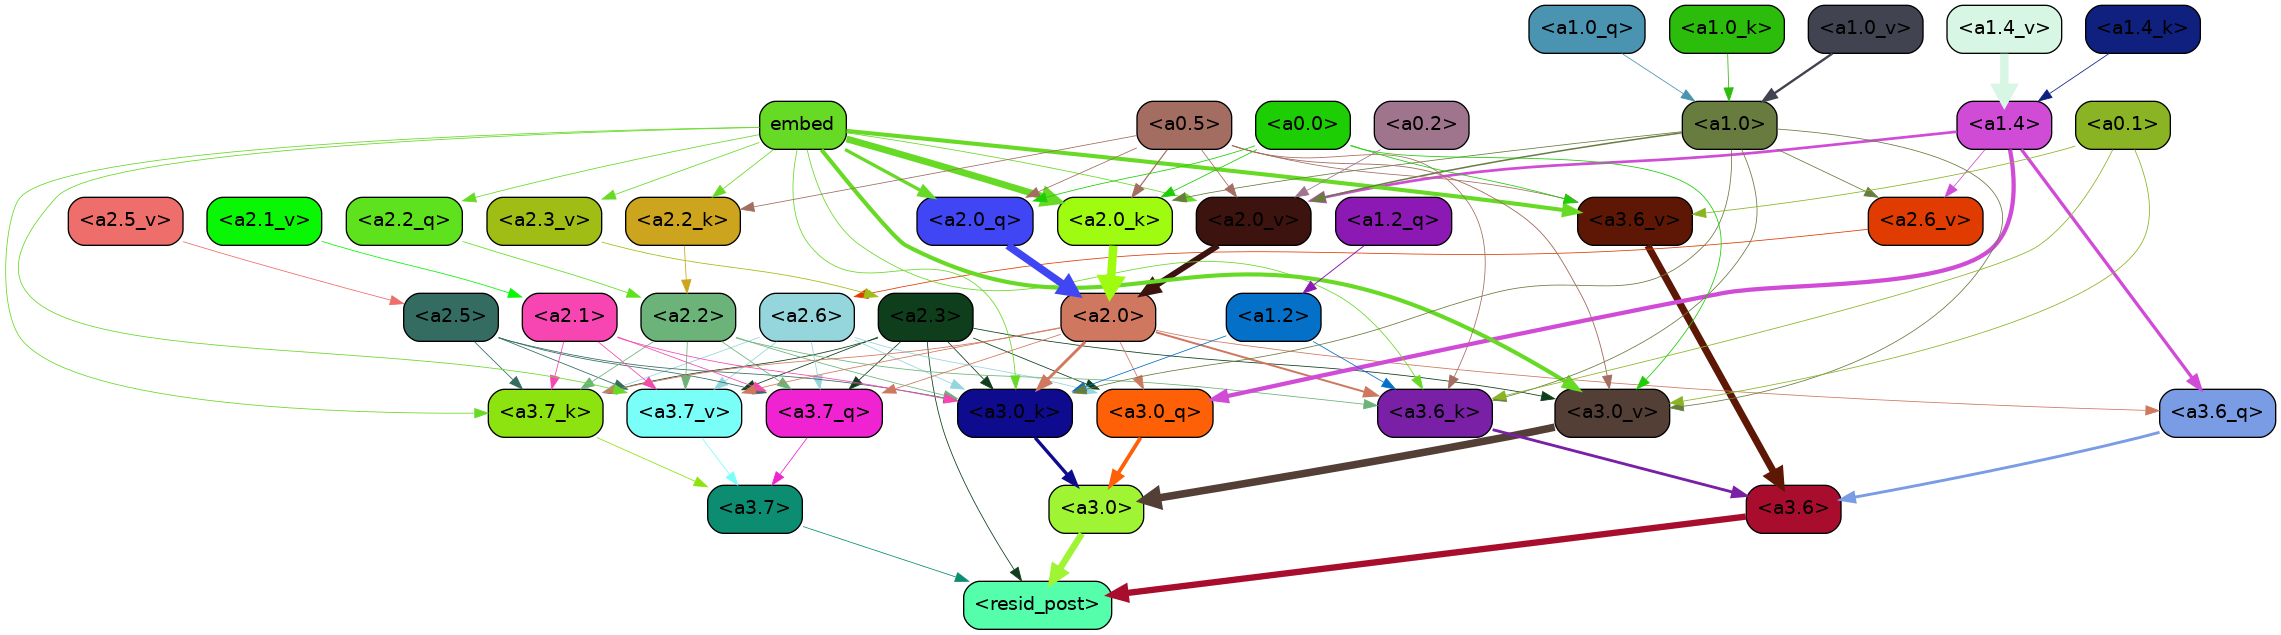 <a1.0_q> <a1.0_k> <a1.0_v> <a1.4_v> <a1.4_k>
embed <a0.5> <a0.0> <a0.2> <a1.0> <a1.4> <a0.1>
<a2.5_v> <a2.1_v> <a2.2_q> <a2.3_v> <a2.2_k> <a2.0_q> <a2.0_k> <a2.0_v> <a1.2_q> <a3.6_v> <a2.6_v>
<a2.5> <a2.1> <a2.2> <a2.6> <a2.3> <a2.0> <a1.2>
<a3.7_k> <a3.7_v> <a3.7_q> <a3.0_k> <a3.0_q> <a3.6_k> <a3.0_v> <a3.6_q>
<a3.7> <a3.0> <a3.6>
<resid_post>